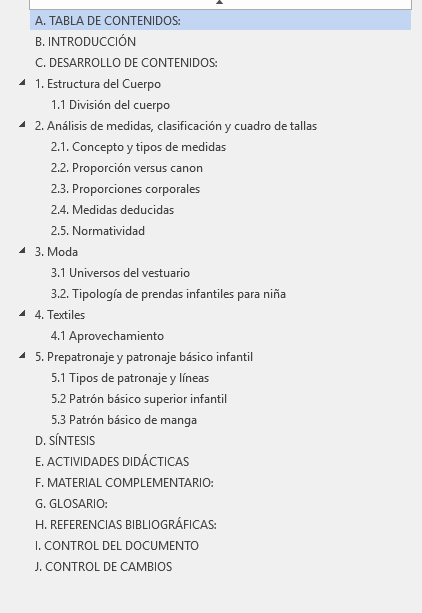 A. TABLA DE CONTENIDOS:
B. INTRODUCCIÓN
C. DESARROLLO DE CONTENIDOS:
1. Estructura del Cuerpo
1.1 División del cuerpo
2. Análisis de medidas, clasificación y cuadro de tallas
2.1. Concepto y tipos de medidas
2.2. Proporción versus canon
2.3. Proporciones corporales
2.4. Medidas deducidas
2.5. Normatividad
3. Moda
3.1 Universos del vestuario
3.2. Tipología de prendas infantiles para niña
4. Textiles
4.1 Aprovechamiento
5. Prepatronaje y patronaje básico infantil
5.1 Tipos de patronaje y líneas
5.2 Patrón básico superior infantil
5.3 Patrón básico de manga
D. SÍNTESIS
E. ACTIVIDADES DIDÁCTICAS
F. MATERIAL COMPLEMENTARIO:
G. GLOSARIO:
H. REFERENCIAS BIBLIOGRÁFICAS:
I. CONTROL DEL DOCUMENTO
J. CONTROL DE CAMBIOS